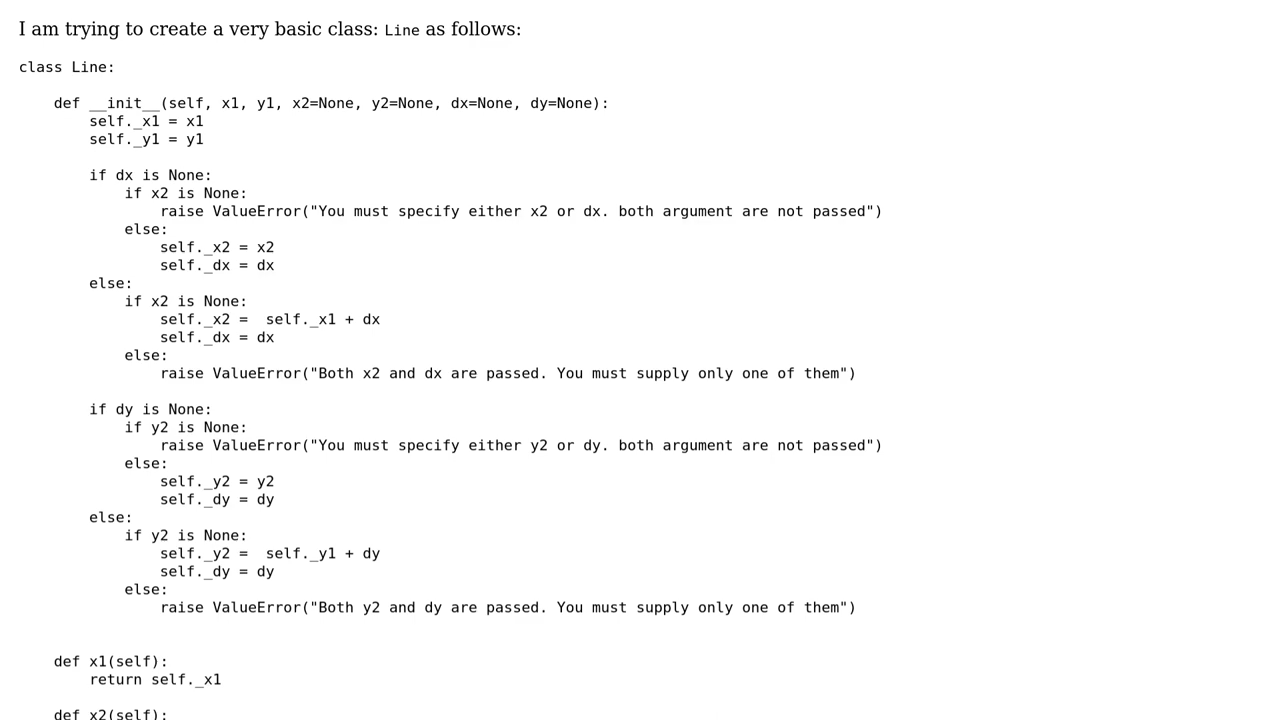 I am trying to create a very basic class: Line as follows:
class Line:
    def __init__(self, x1, y1, x2=None, y2=None, dx=None, dy=None):
        self._x1 = x1
        self._y1 = y1
        if dx is None:
            if x2 is None:
                raise ValueError("You must specify either x2 or dx. both argument are not passed")
            else:
                self._x2 = x2
                self._dx = dx
        else:
            if x2 is None:
                self._x2 =  self._x1 + dx
                self._dx = dx
            else:
                raise ValueError("Both x2 and dx are passed. You must supply only one of them")
        if dy is None:
            if y2 is None:
                raise ValueError("You must specify either y2 or dy. both argument are not passed")
            else:
                self._y2 = y2
                self._dy = dy
        else:
            if y2 is None:
                self._y2 =  self._y1 + dy
                self._dy = dy
            else:
                raise ValueError("Both y2 and dy are passed. You must supply only one of them")
    def x1(self):
        return self._x1
    def x2(self):